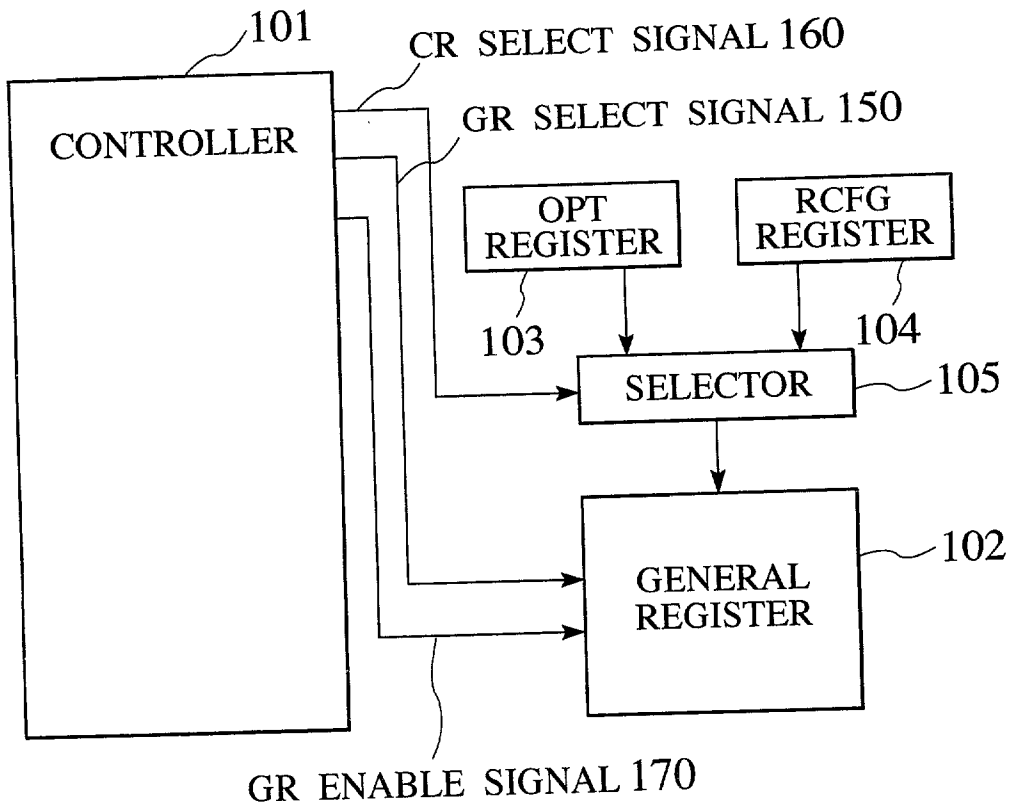 101
CR SELECT SIGNAL 160
GR SELECT SIGNAL 150
CONTROLLER
OPT
REGISTER
RCFG
REGISTER
103
104
SELECTOR
105
102
GENERAL
REGISTER
GR ENABLE SIGNAL 170